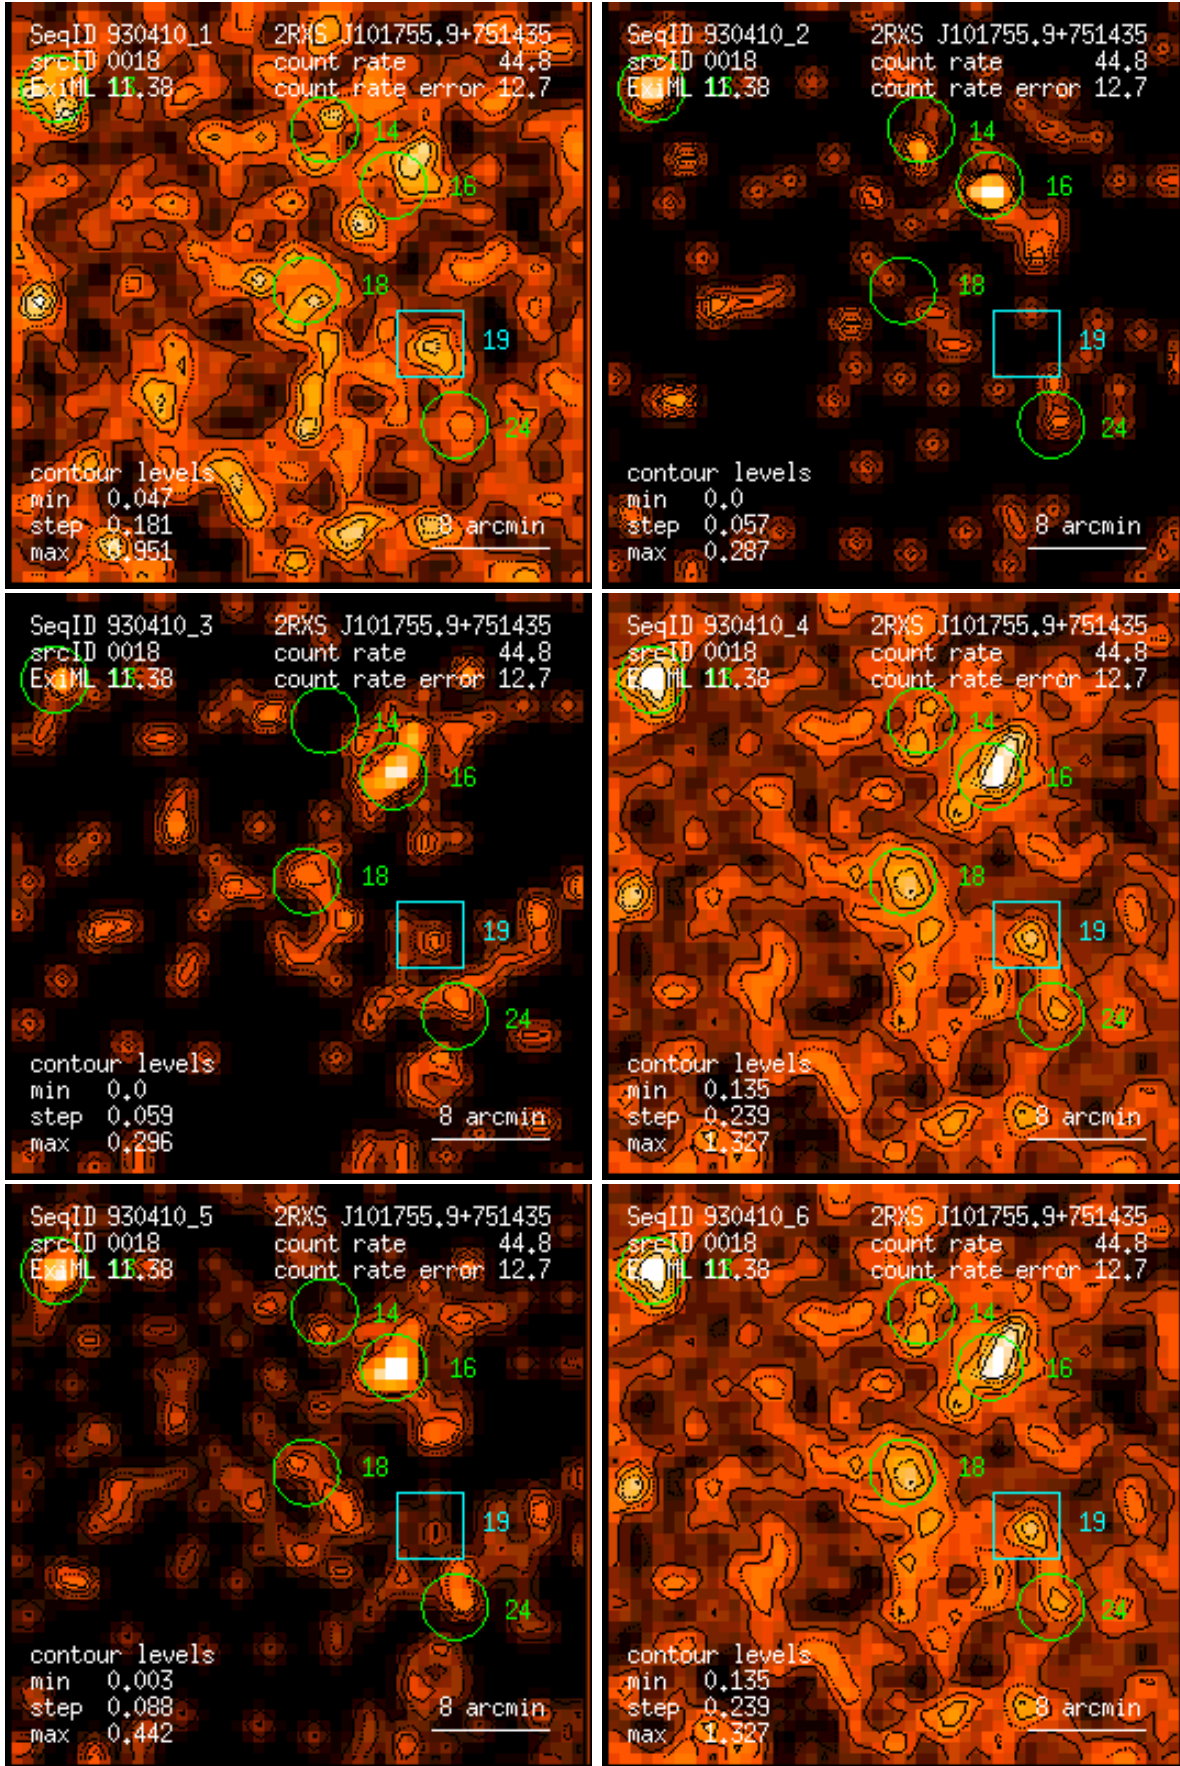 SeqID 930410_1 2RXS J101755.9+751435
srcID 0018 count rate 44.8
ExiML 11.38 count rate error 12.7
14
16
18
19
24
contour levels
min 0.047
step 0.181
max 0.951
8 arcmin
SeqID 930410_2 2RXS J101755.9+751435
srcID 0018 count rate 44.8
ExiML 11.38 count rate error 12.7
14
16
18
19
24
contour levels
min 0.0
step 0.057
max 0.287
8 arcmin
SeqID 930410_3 2RXS J101755.9+751435
srcID 0018 count rate 44.8
ExiML 11.38 count rate error 12.7
14
16
18
19
24
contour levels
min 0.0
step 0.059
max 0.296
8 arcmin
SeqID 930410_4 2RXS J101755.9+751435
srcID 0018 count rate 44.8
ExiML 11.38 count rate error 12.7
14
16
18
19
24
contour levels
min 0.135
step 0.239
max 1.327
8 arcmin
SeqID 930410_5 2RXS J101755.9+751435
srcID 0018 count rate 44.8
ExiML 11.38 count rate error 12.7
14
16
18
19
24
contour levels
min 0.003
step 0.088
max 0.442
8 arcmin
SeqID 930410_6 2RXS J101755.9+751435
srcID 0018 count rate 44.8
ExiML 11.38 count rate error 12.7
14
16
18
19
24
contour levels
min 0.135
step 0.239
max 1.327
8 arcmin